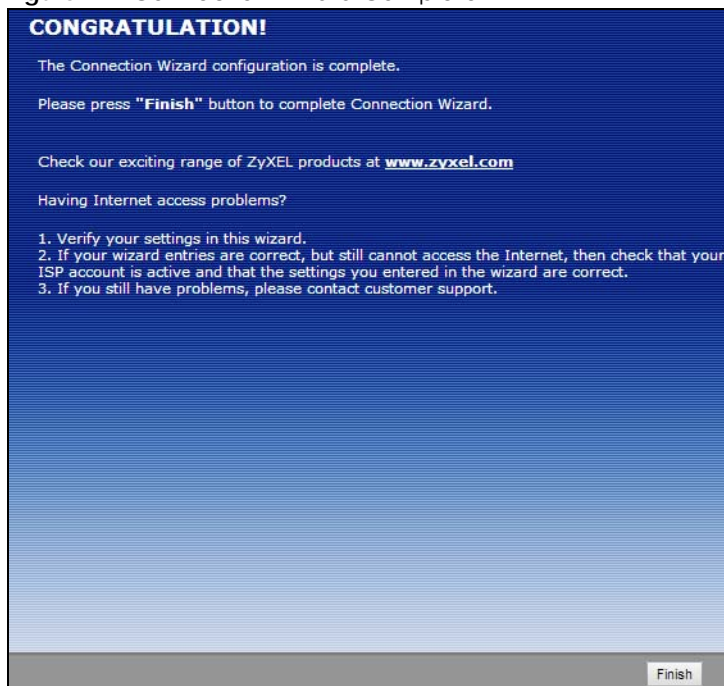 CONGRATULATION!
The Connection Wizard configuration is complete.
Please press "Finish" button to complete Connection Wizard.
Check our exciting range of ZyXEL products at www.zyxel.com
Having Internet access problems?
1. Verify your settings in this wizard.
2. If your wizard entries are correct, but still cannot access the Internet, then check that your
ISP account is active and that the settings you entered in the wizard are correct.
3. If you still have problems, please contact customer support.
Finish